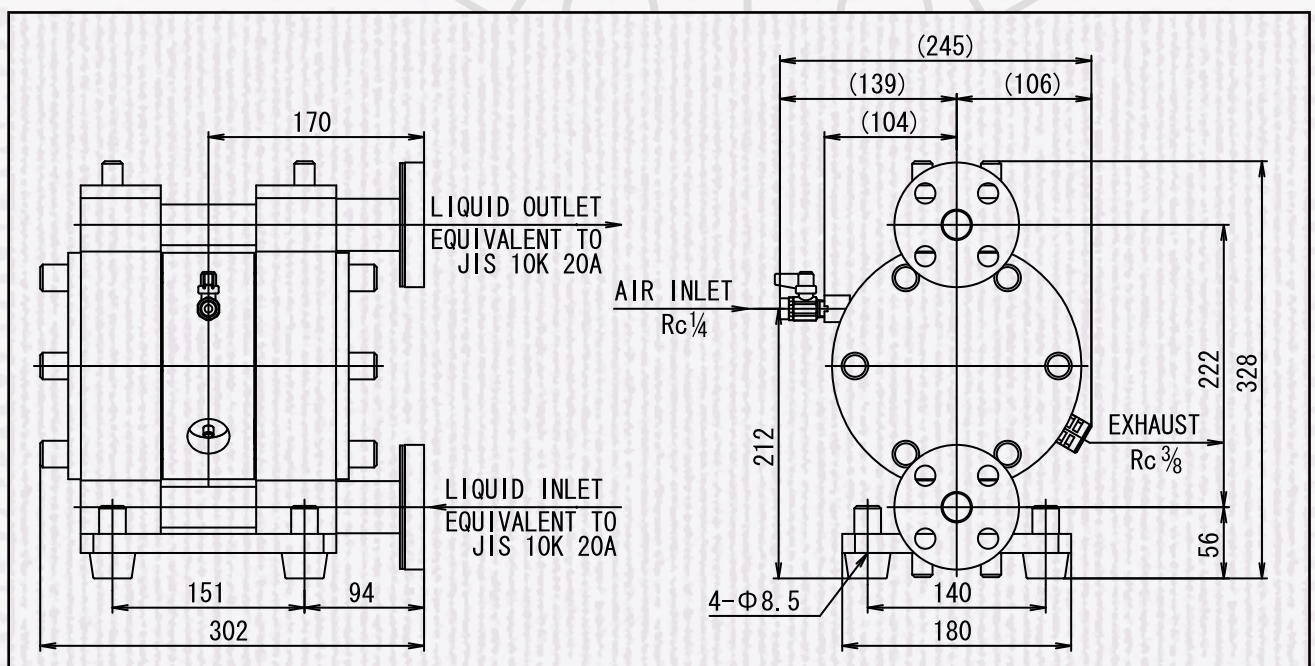 170
LIQUID OUTLET
EQUIVALENT TO
JIS 10K 20A
LIQUID INLET
EQUIVALENT TO
JIS 10K 20A
151
94
302
(245)
(139)
(106)
(104)
AIR INLET
Rc¼
212
222
328
EXHAUST
Rc⅜
56
4-Φ8.5
140
180